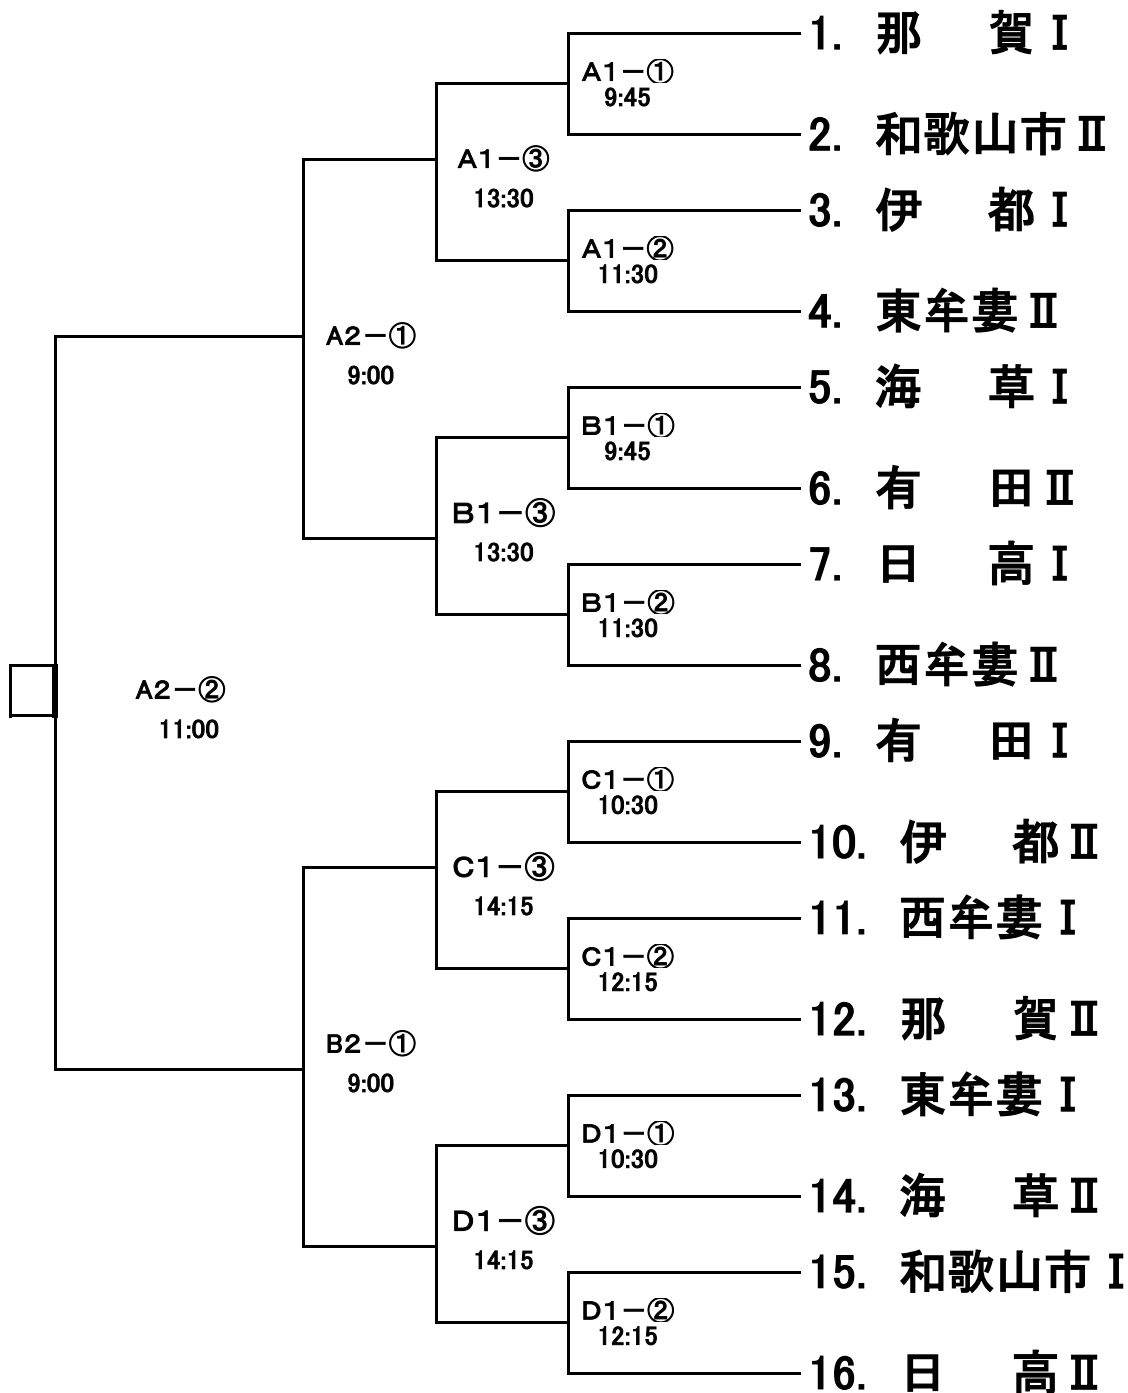 1. 那 賀Ⅰ
A1－①
9:45
2. 和歌山市Ⅱ
A1－③
13:30
3. 伊 都Ⅰ
A1－②
11:30
4. 東牟婁Ⅱ
A2－①
9:00
5. 海 草Ⅰ
B1－①
9:45
6. 有 田Ⅱ
B1－③
13:30
7. 日 高Ⅰ
B1－②
11:30
8. 西牟婁Ⅱ
A2－②
11:00
9. 有 田Ⅰ
C1－①
10:30
10. 伊 都Ⅱ
C1－③
14:15
11. 西牟婁Ⅰ
C1－②
12:15
12. 那 賀Ⅱ
B2－①
9:00
13. 東牟婁Ⅰ
D1－①
10:30
14. 海 草Ⅱ
D1－③
14:15
15. 和歌山市Ⅰ
D1－②
12:15
16. 日 高Ⅱ